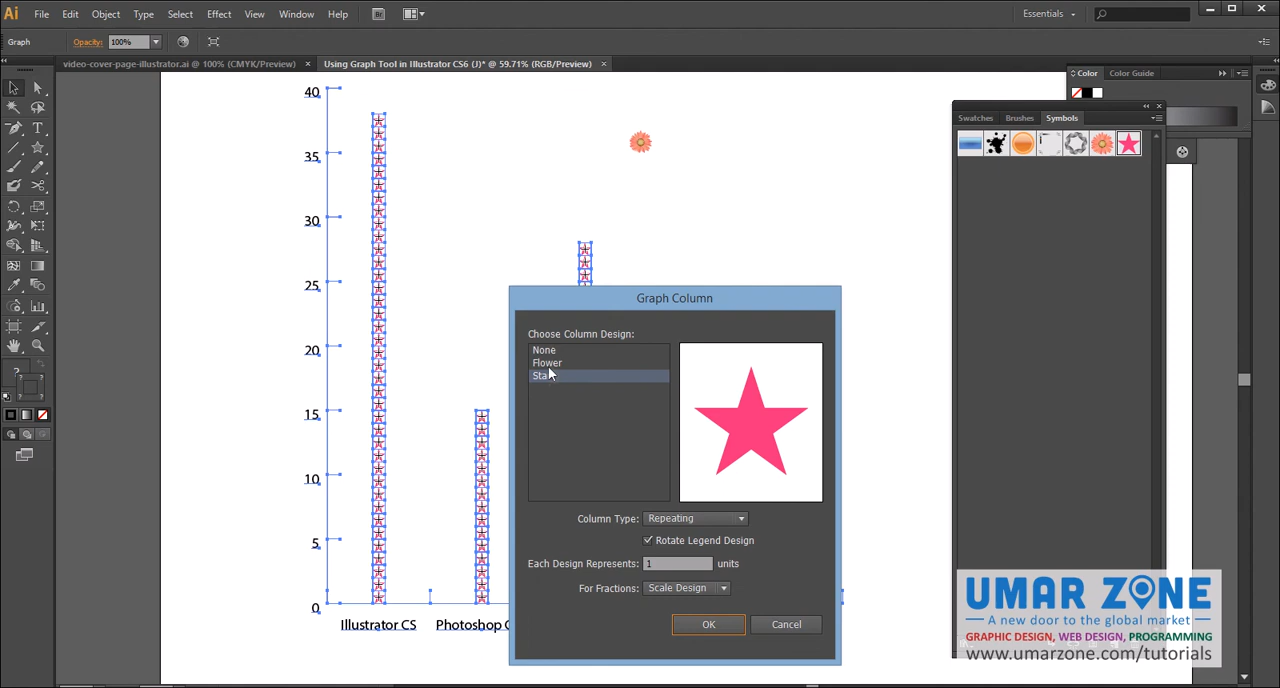 Ai File Edit Object Type Select Effect View Window Help Br Essentials
Graph Opacity: 100%
video-cover-page-illustrator.ai @ 100% (CMYK/Preview) × Using Graph Tool in Illustrator CS6 (J)* @ 59.71% (RGB/Preview) ×
Color Color Guide
Swatches Brushes Symbols
40
35
30
25
20
15
10
5
0
Illustrator CS Photoshop
Graph Column
Choose Column Design:
None
Flower
Sta
Column Type: Repeating
Rotate Legend Design
Each Design Represents: 1 units
For Fractions: Scale Design
OK Cancel
UMAR ZONE
A new door to the global market
GRAPHIC DESIGN, WEB DESIGN, PROGRAMMING
www.umarzone.com/tutorials